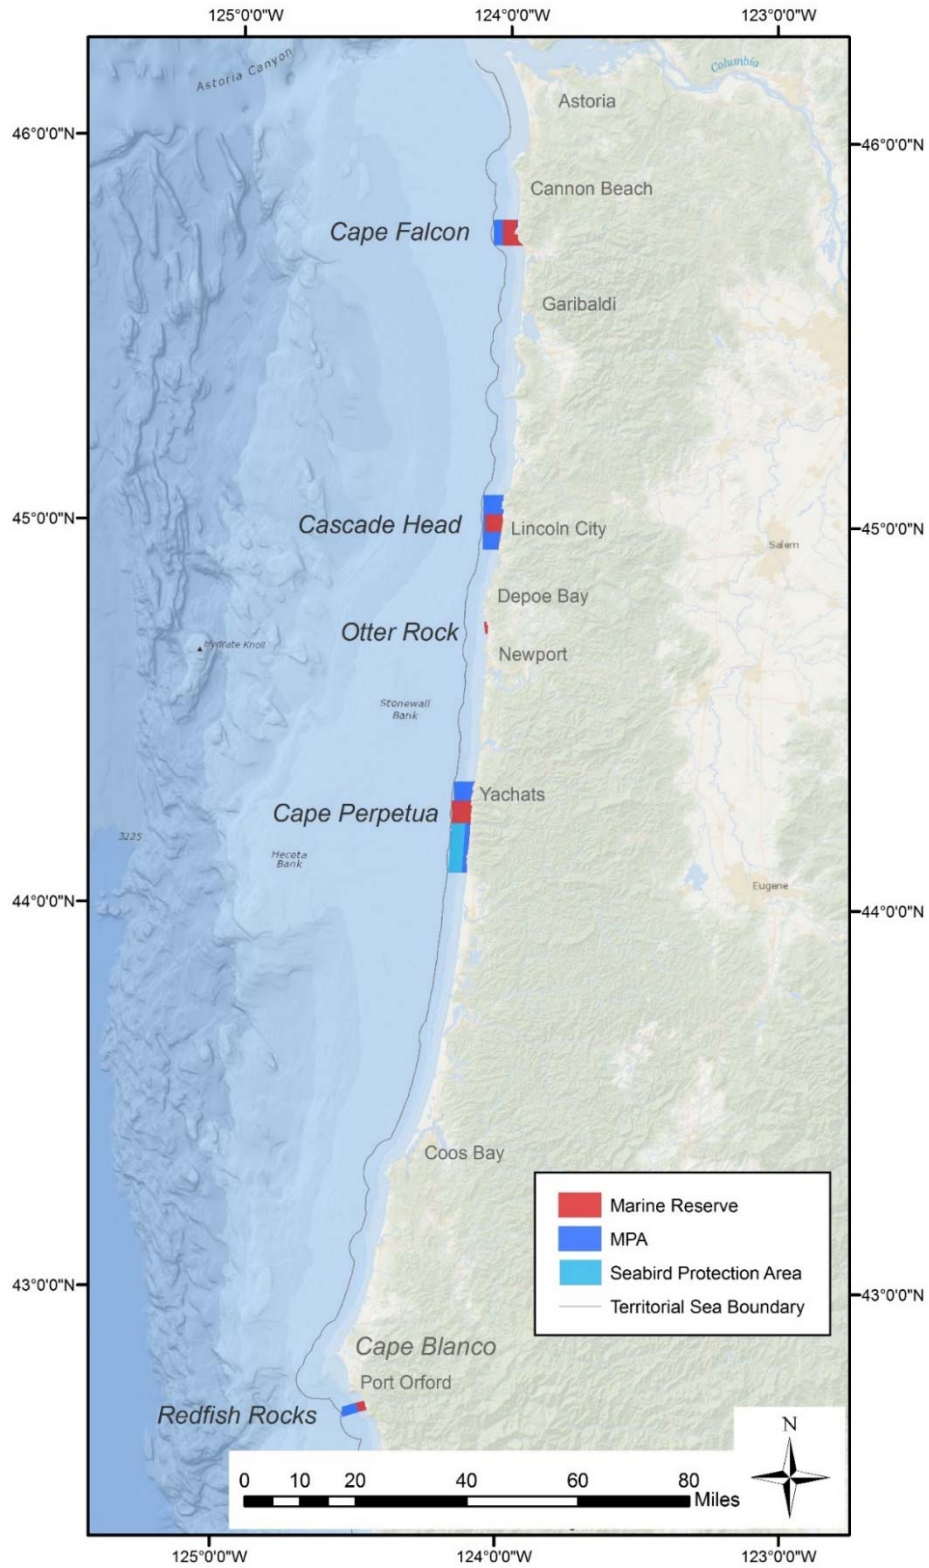 125°0'0"W 124°0'0"W 123°0'0"W
Astoria Canyon
Columbia
Astoria
46°0'0"N
46°0'0"N
Cannon Beach
Cape Falcon
Garibaldi
45°0'0"N
Cascade Head
Lincoln City
45°0'0"N
Salem
Depoe Bay
Otter Rock
Hydrate Knoll
Newport
Stonewall
Bank
Yachats
Cape Perpetua
3225
Heceta
Bank
Eugene
44°0'0"N
44°0'0"N
Coos Bay
Marine Reserve
MPA
Seabird Protection Area
Territorial Sea Boundary
43°0'0"N
43°0'0"N
Cape Blanco
Port Orford
Redfish Rocks
N
0 10 20 40 60 80
Miles
125°0'0"W 124°0'0"W 123°0'0"W